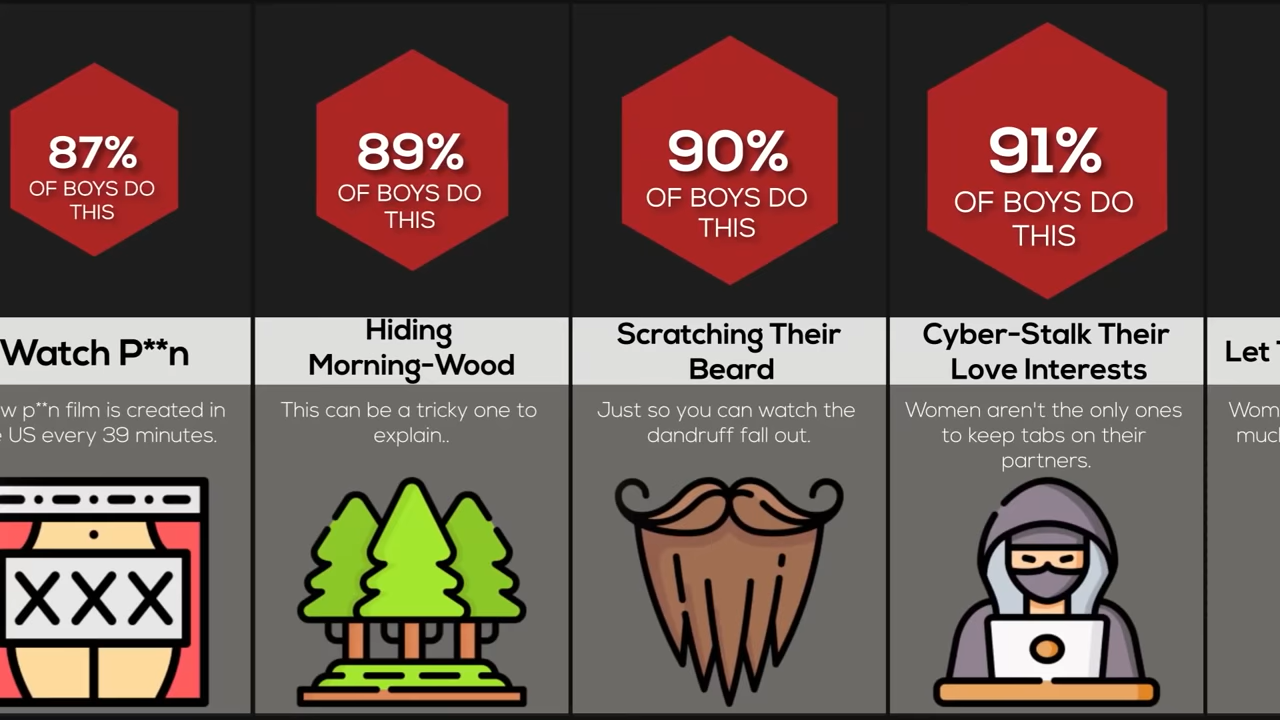 87%
OF BOYS DO
THIS
Watch P**n
p**n film is created in
US every 39 minutes.
XXX
89%
OF BOYS DO
THIS
Hiding
Morning-Wood
This can be a tricky one to
explain..
90%
OF BOYS DO
THIS
Scratching Their
Beard
Just so you can watch the
dandruff fall out.
91%
OF BOYS DO
THIS
Cyber-Stalk Their
Love Interests
Women aren't the only ones
to keep tabs on their
partners.
Let